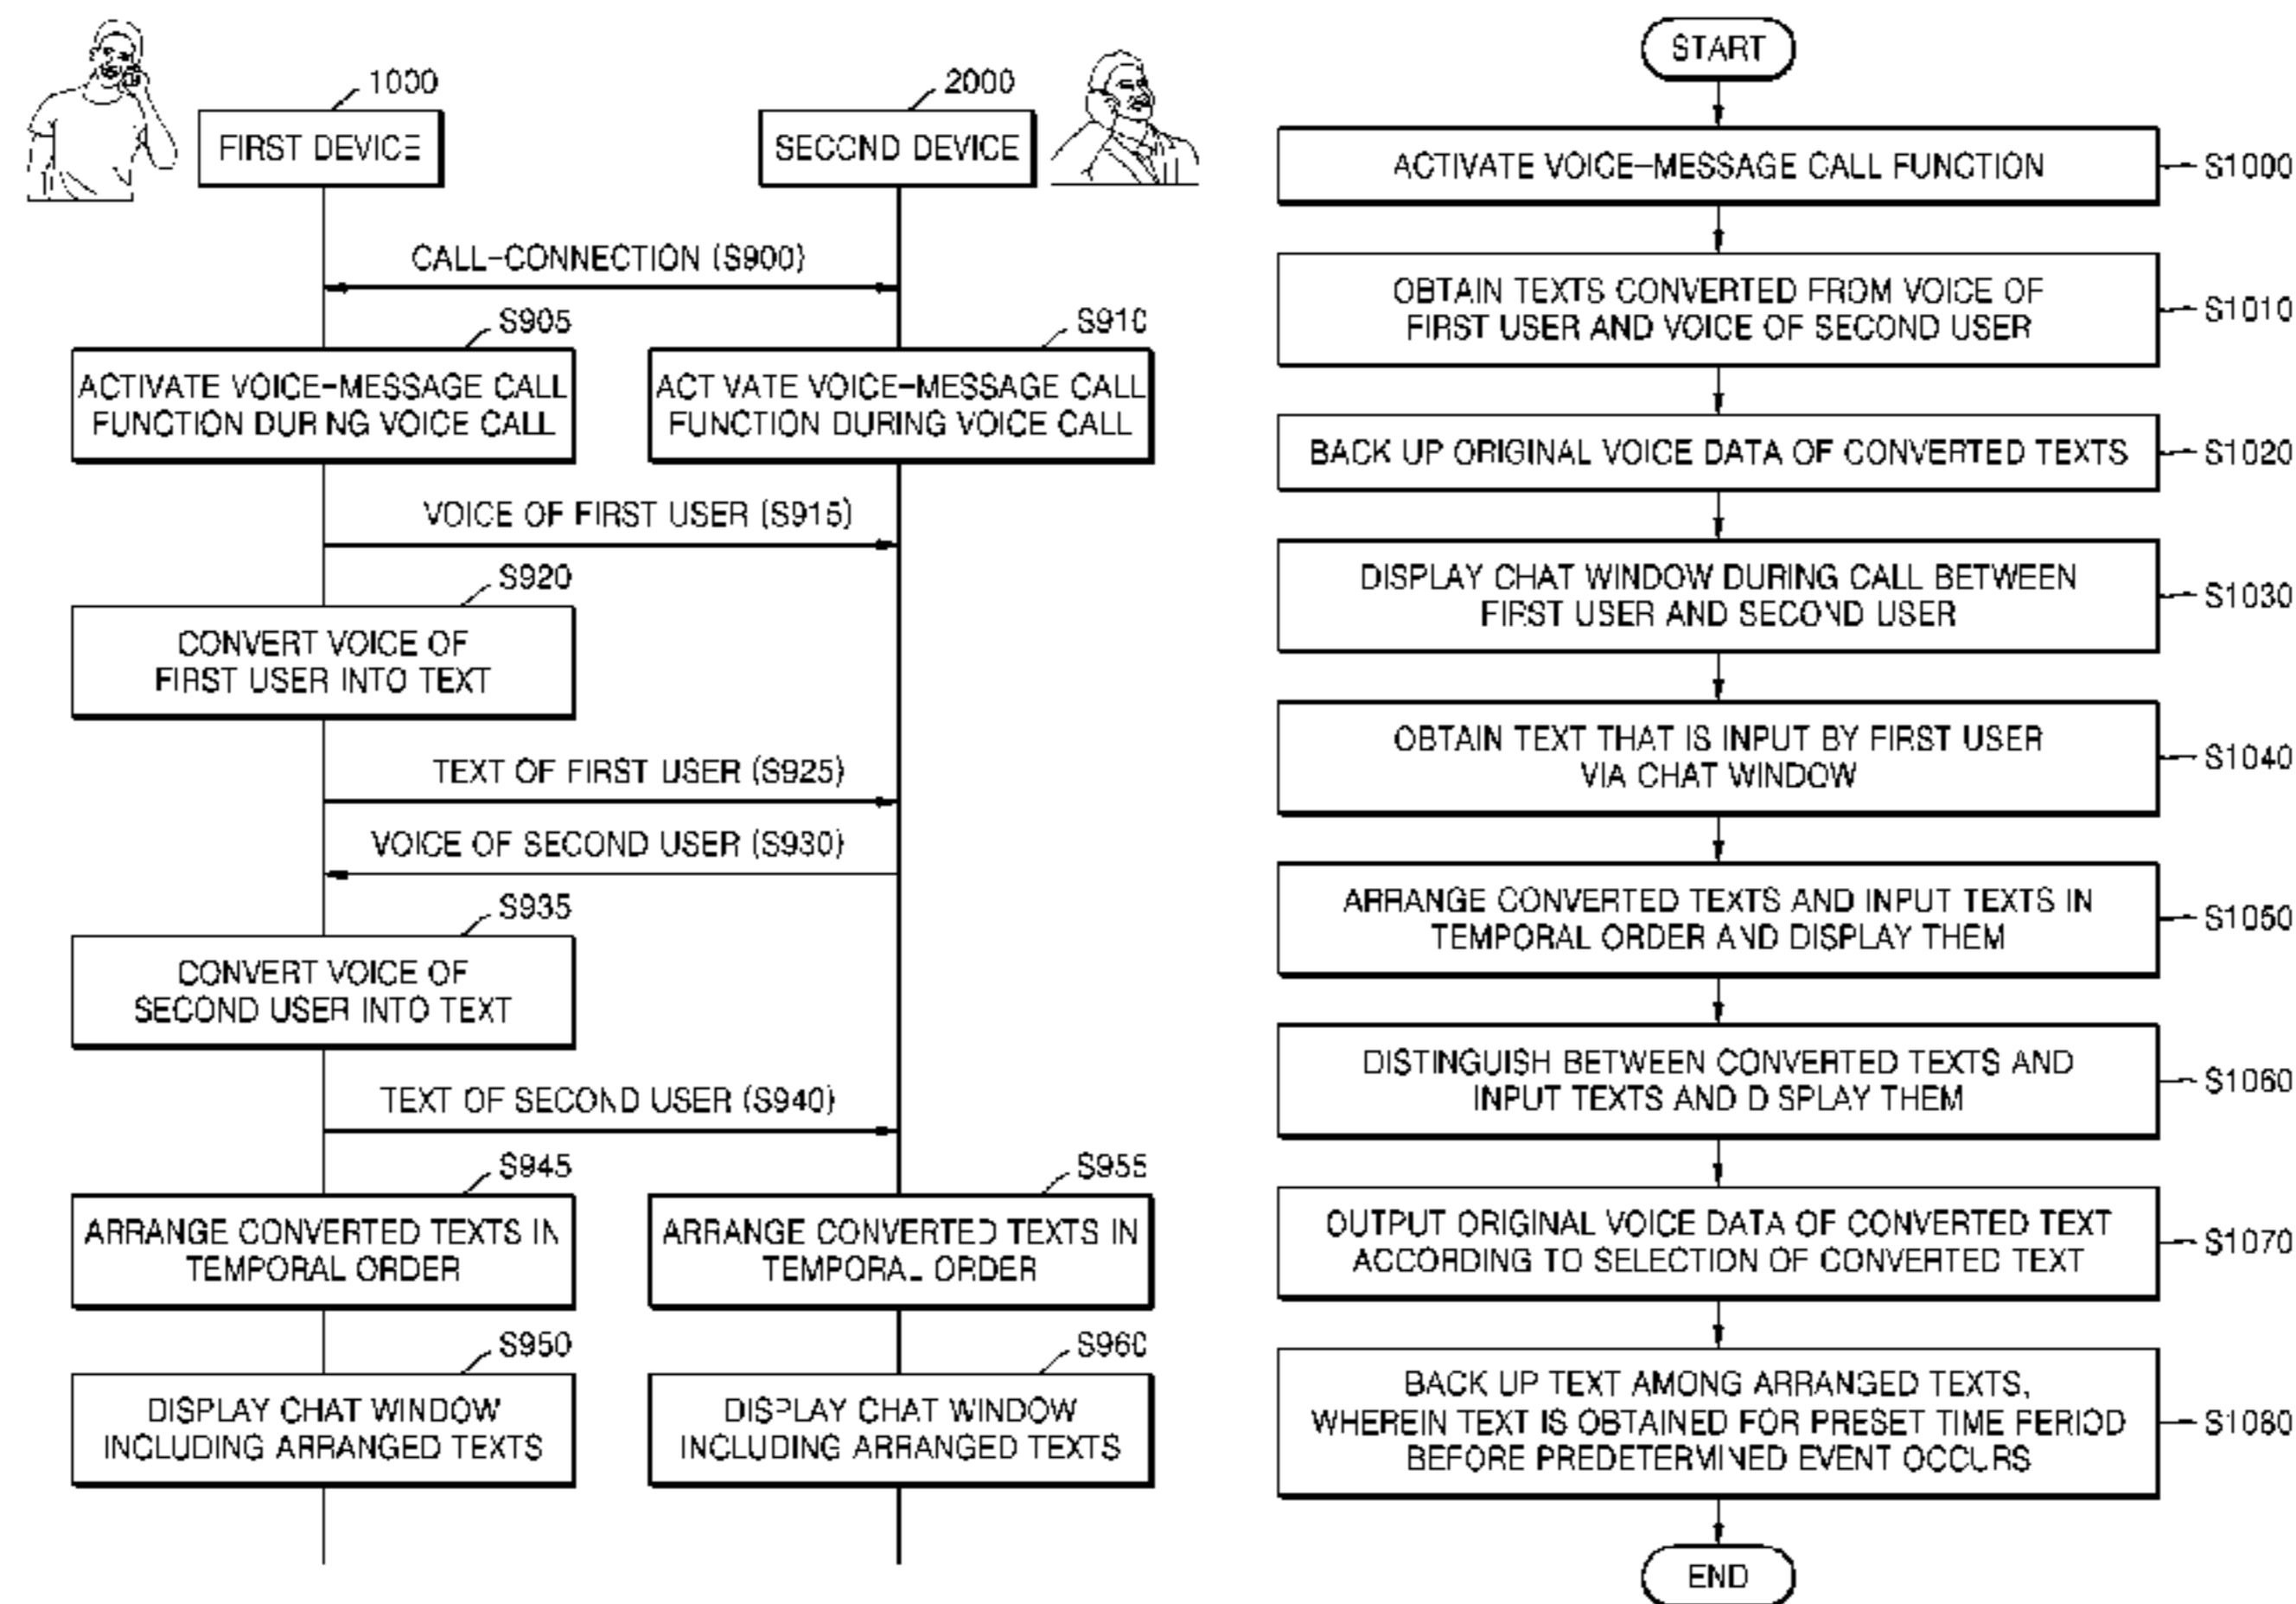 1000
FIRST DEVICE
2000
SECOND DEVICE
CALL-CONNECTION (S900)
S905
ACTIVATE VOICE-MESSAGE CALL
FUNCTION DURING VOICE CALL
S910
ACTIVATE VOICE-MESSAGE CALL
FUNCTION DURING VOICE CALL
VOICE OF FIRST USER (S915)
S920
CONVERT VOICE OF
FIRST USER INTO TEXT
TEXT OF FIRST USER (S925)
VOICE OF SECOND USER (S930)
S935
CONVERT VOICE OF
SECOND USER INTO TEXT
TEXT OF SECOND USER (S940)
S945
ARRANGE CONVERTED TEXTS IN
TEMPORAL ORDER
S955
ARRANGE CONVERTED TEXTS IN
TEMPORAL ORDER
S950
DISPLAY CHAT WINDOW
INCLUDING ARRANGED TEXTS
S960
DISPLAY CHAT WINDOW
INCLUDING ARRANGED TEXTS
START
ACTIVATE VOICE-MESSAGE CALL FUNCTION
S1000
OBTAIN TEXTS CONVERTED FROM VOICE OF
FIRST USER AND VOICE OF SECOND USER
S1010
BACK UP ORIGINAL VOICE DATA OF CONVERTED TEXTS
S1020
DISPLAY CHAT WINDOW DURING CALL BETWEEN
FIRST USER AND SECOND USER
S1030
OBTAIN TEXT THAT IS INPUT BY FIRST USER
VIA CHAT WINDOW
S1040
ARRANGE CONVERTED TEXTS AND INPUT TEXTS IN
TEMPORAL ORDER AND DISPLAY THEM
S1050
DISTINGUISH BETWEEN CONVERTED TEXTS AND
INPUT TEXTS AND DISPLAY THEM
S1060
OUTPUT ORIGINAL VOICE DATA OF CONVERTED TEXT
ACCORDING TO SELECTION OF CONVERTED TEXT
S1070
BACK UP TEXT AMONG ARRANGED TEXTS,
WHEREIN TEXT IS OBTAINED FOR PRESET TIME PERIOD
BEFORE PREDETERMINED EVENT OCCURS
S1080
END